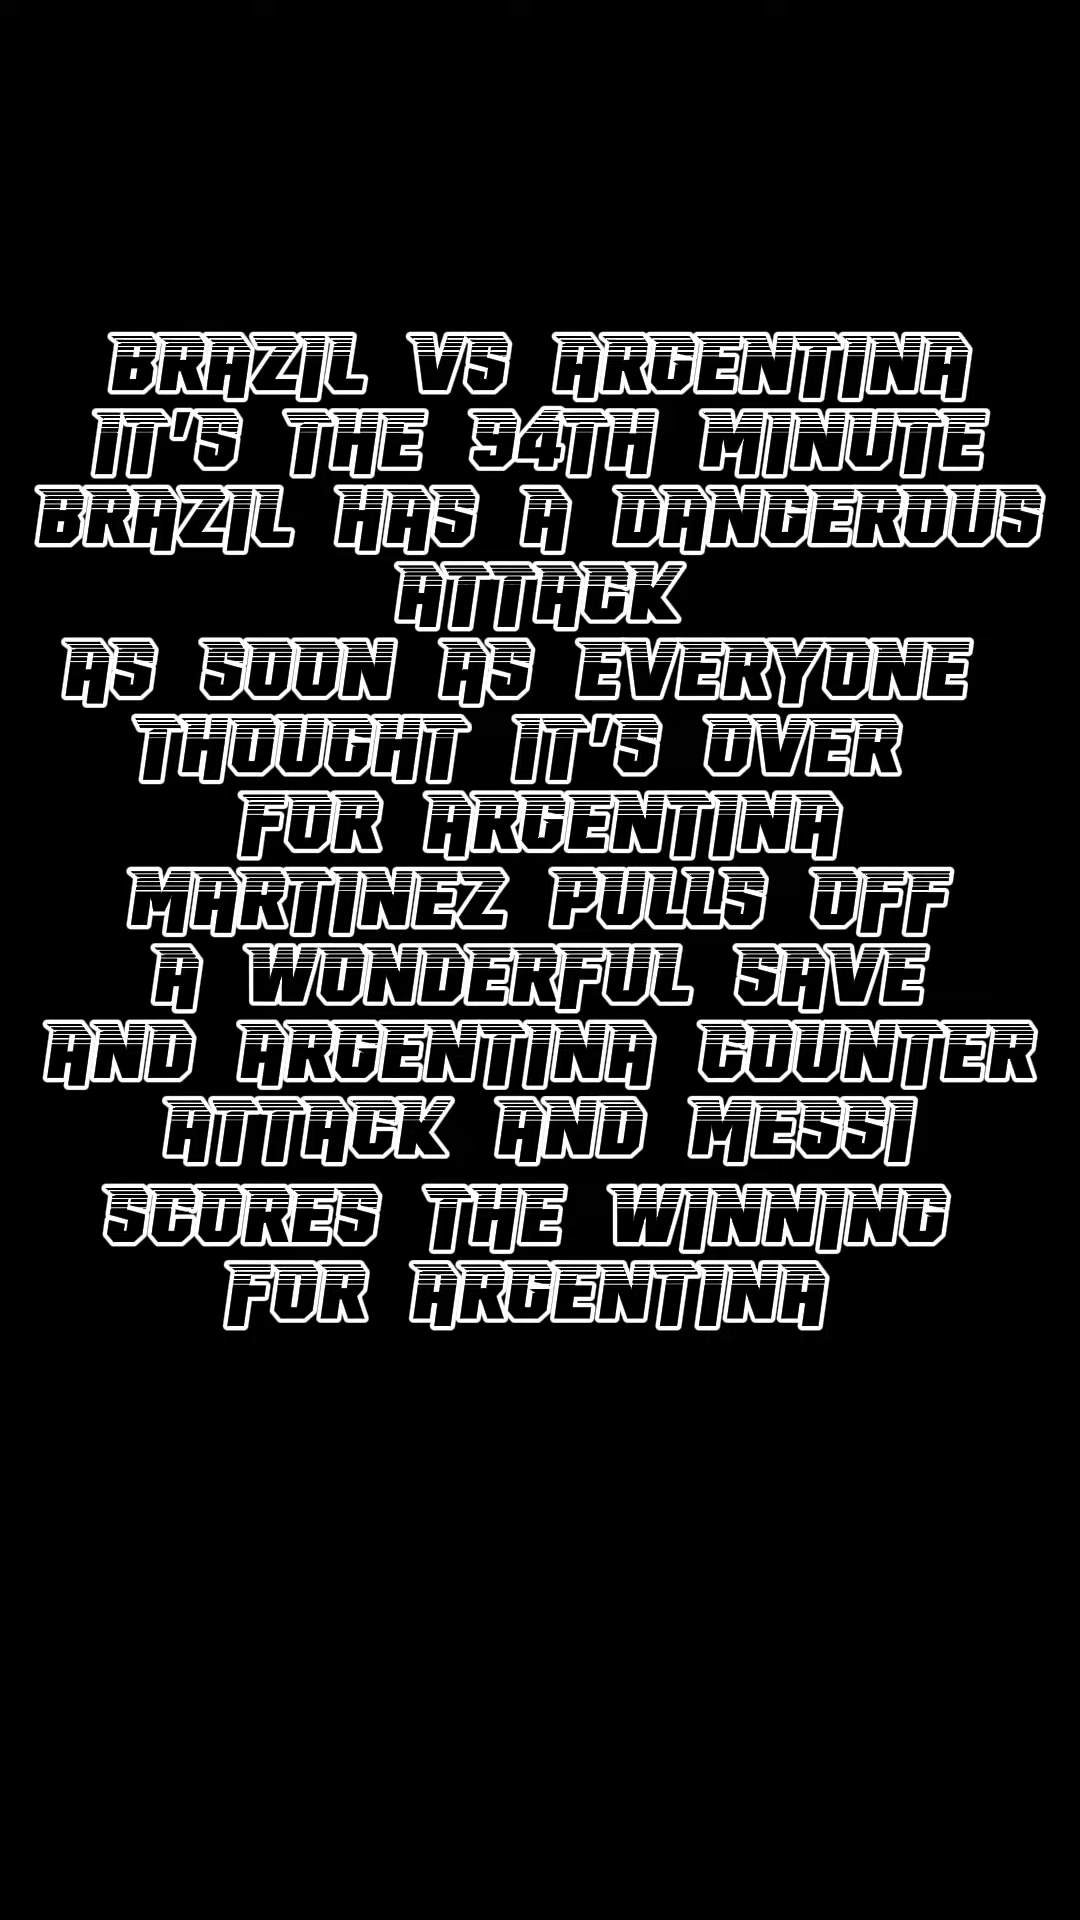 BRAZIL VS ARGENTINA
IT'S THE 94TH MINUTE
BRAZIL HAS A DANGEROUS
ATTACK
AS SOON AS EVERYONE
THOUGHT IT'S OVER
FOR ARGENTINA
MARTINEZ PULLS OFF
A WONDERFUL SAVE
AND ARGENTINA COUNTER
ATTACK AND MESSI
SCORES THE WINNING
FOR ARGENTINA